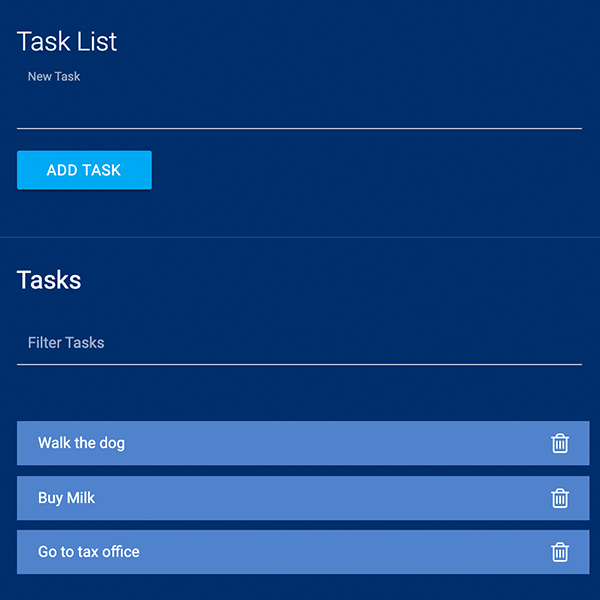 Task List
New Task
ADD TASK
Tasks
Filter Tasks
Walk the dog
Buy Milk
Go to tax office